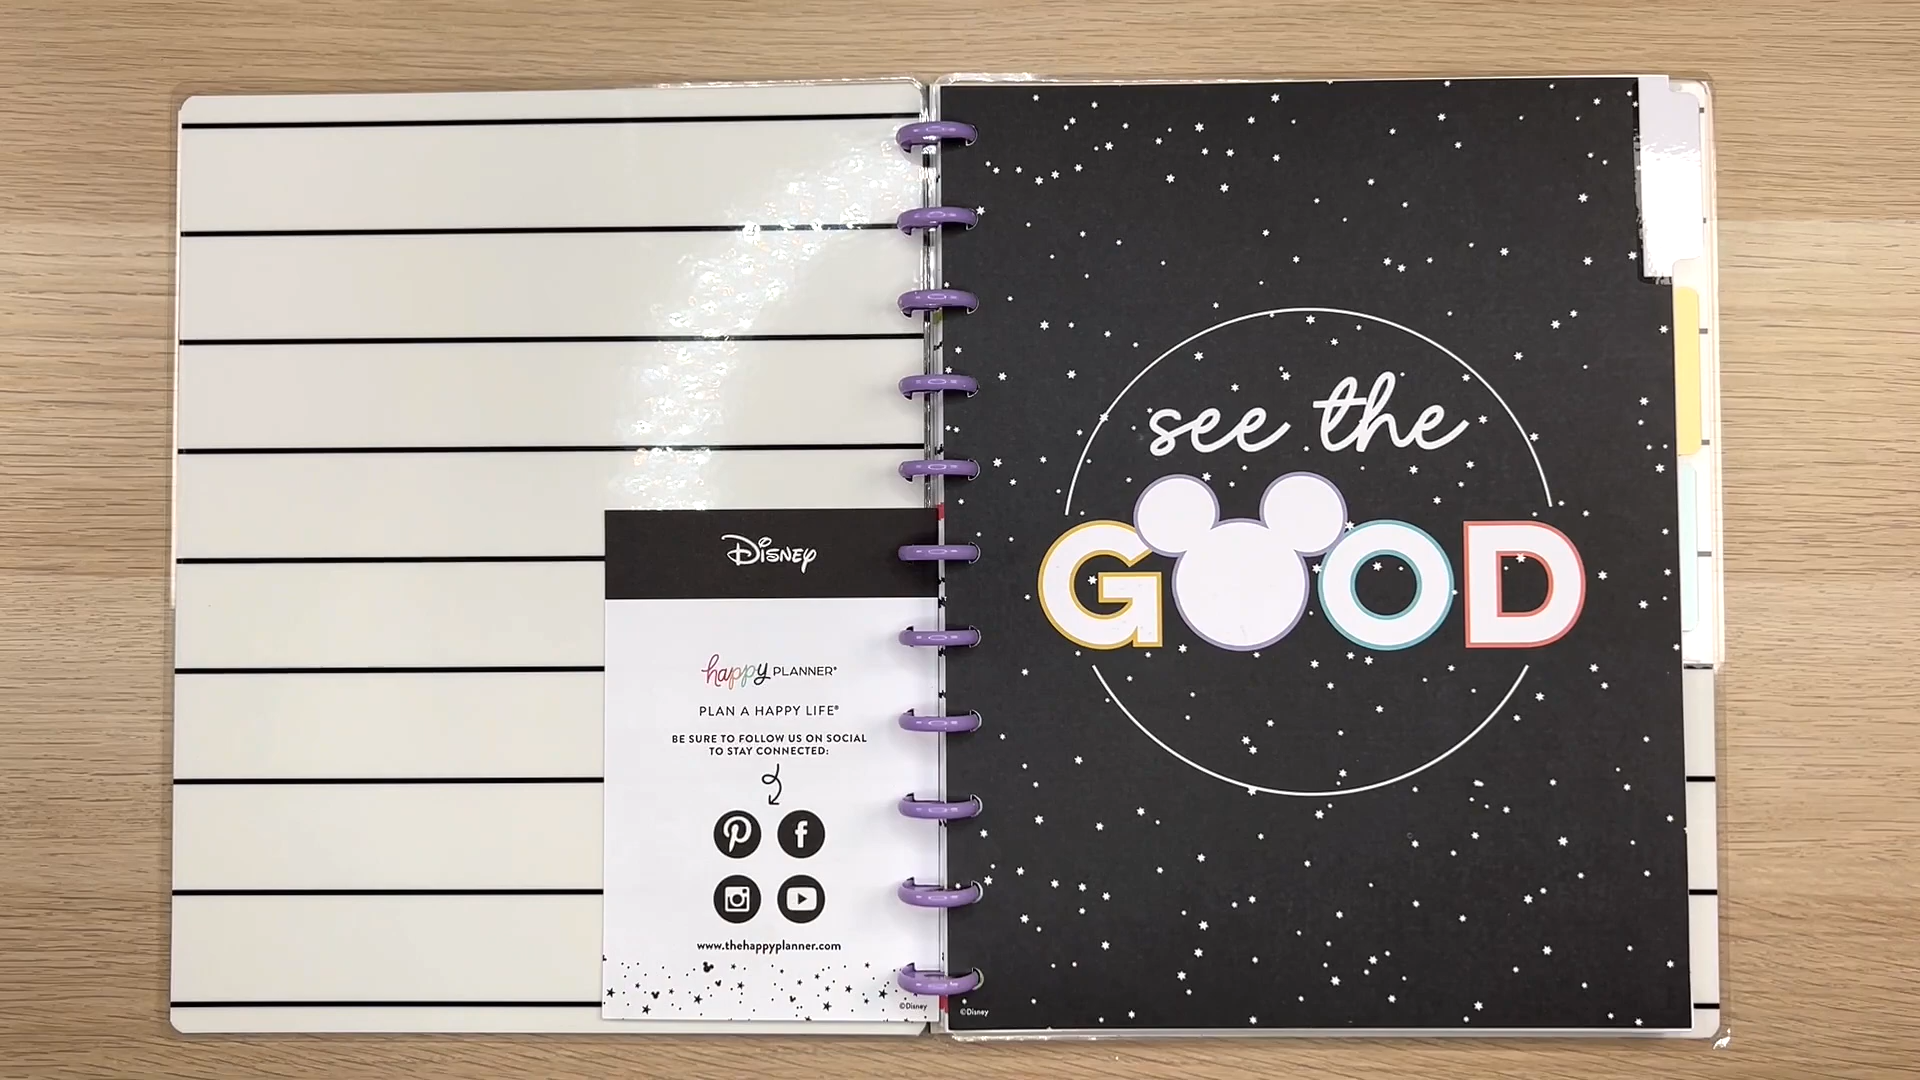 Disney
happy PLANNER®
PLAN A HAPPY LIFE®
BE SURE TO FOLLOW US ON SOCIAL
TO STAY CONNECTED:
www.thehappyplanner.com
©Disney
see the
GOOD
©Disney